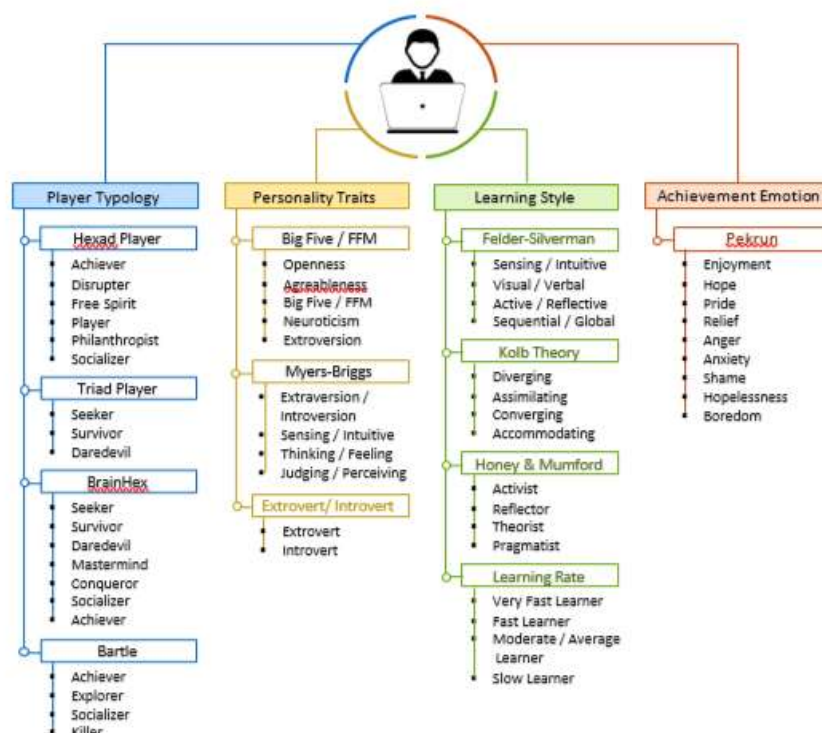 Player Typology
Hexad Player
Achiever
Disrupter
Free Spirit
Player
Philanthropist
Socializer
Triad Player
Seeker
Survivor
Daredevil
BrainHex
Seeker
Survivor
Daredevil
Mastermind
Conqueror
Socializer
Achiever
Bartle
Achiever
Explorer
Socializer
Killer
Personality Traits
Big Five / FFM
Openness
Agreableness
Big Five / FFM
Neuroticism
Extroversion
Myers-Briggs
Extraversion /
Introversion
Sensing / Intuitive
Thinking / Feeling
Judging / Perceiving
Extrovert/ Introvert
Extrovert
Introvert
Learning Style
Felder-Silverman
Sensing / Intuitive
Visual / Verbal
Active / Reflective
Sequential / Global
Kolb Theory
Diverging
Assimilating
Converging
Accommodating
Honey & Mumford
Activist
Reflector
Theorist
Pragmatist
Learning Rate
Very Fast Learner
Fast Learner
Moderate / Average
Learner
Slow Learner
Achievement Emotion
Pekrun
Enjoyment
Hope
Pride
Relief
Anger
Anxiety
Shame
Hopelessness
Boredom